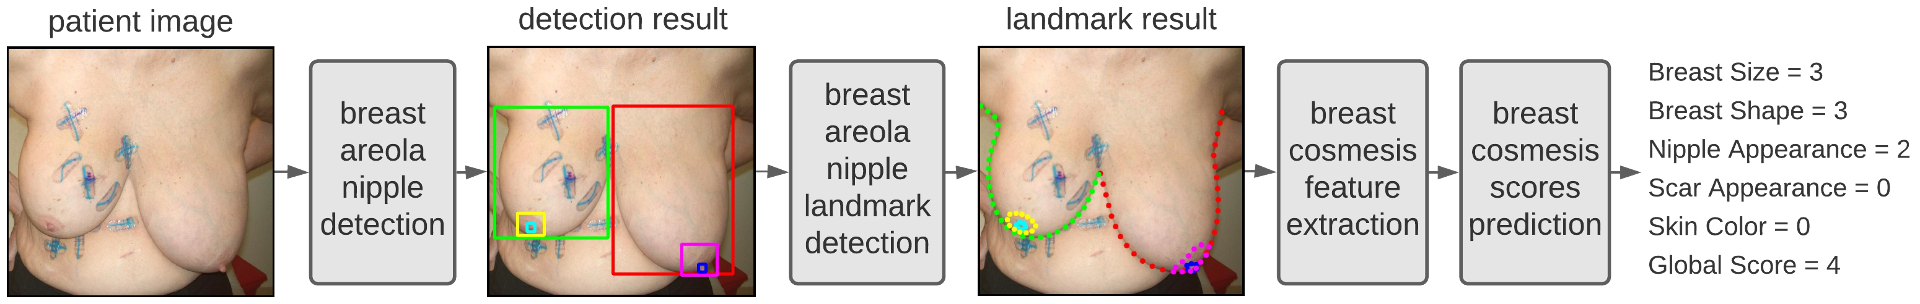 patient image
breast
areola
nipple
detection
detection result
breast
areola
nipple
landmark
detection
landmark result
breast
cosmesis
feature
extraction
breast
cosmesis
scores
prediction
Breast Size = 3
Breast Shape = 3
Nipple Appearance = 2
Scar Appearance = 0
Skin Color = 0
Global Score = 4